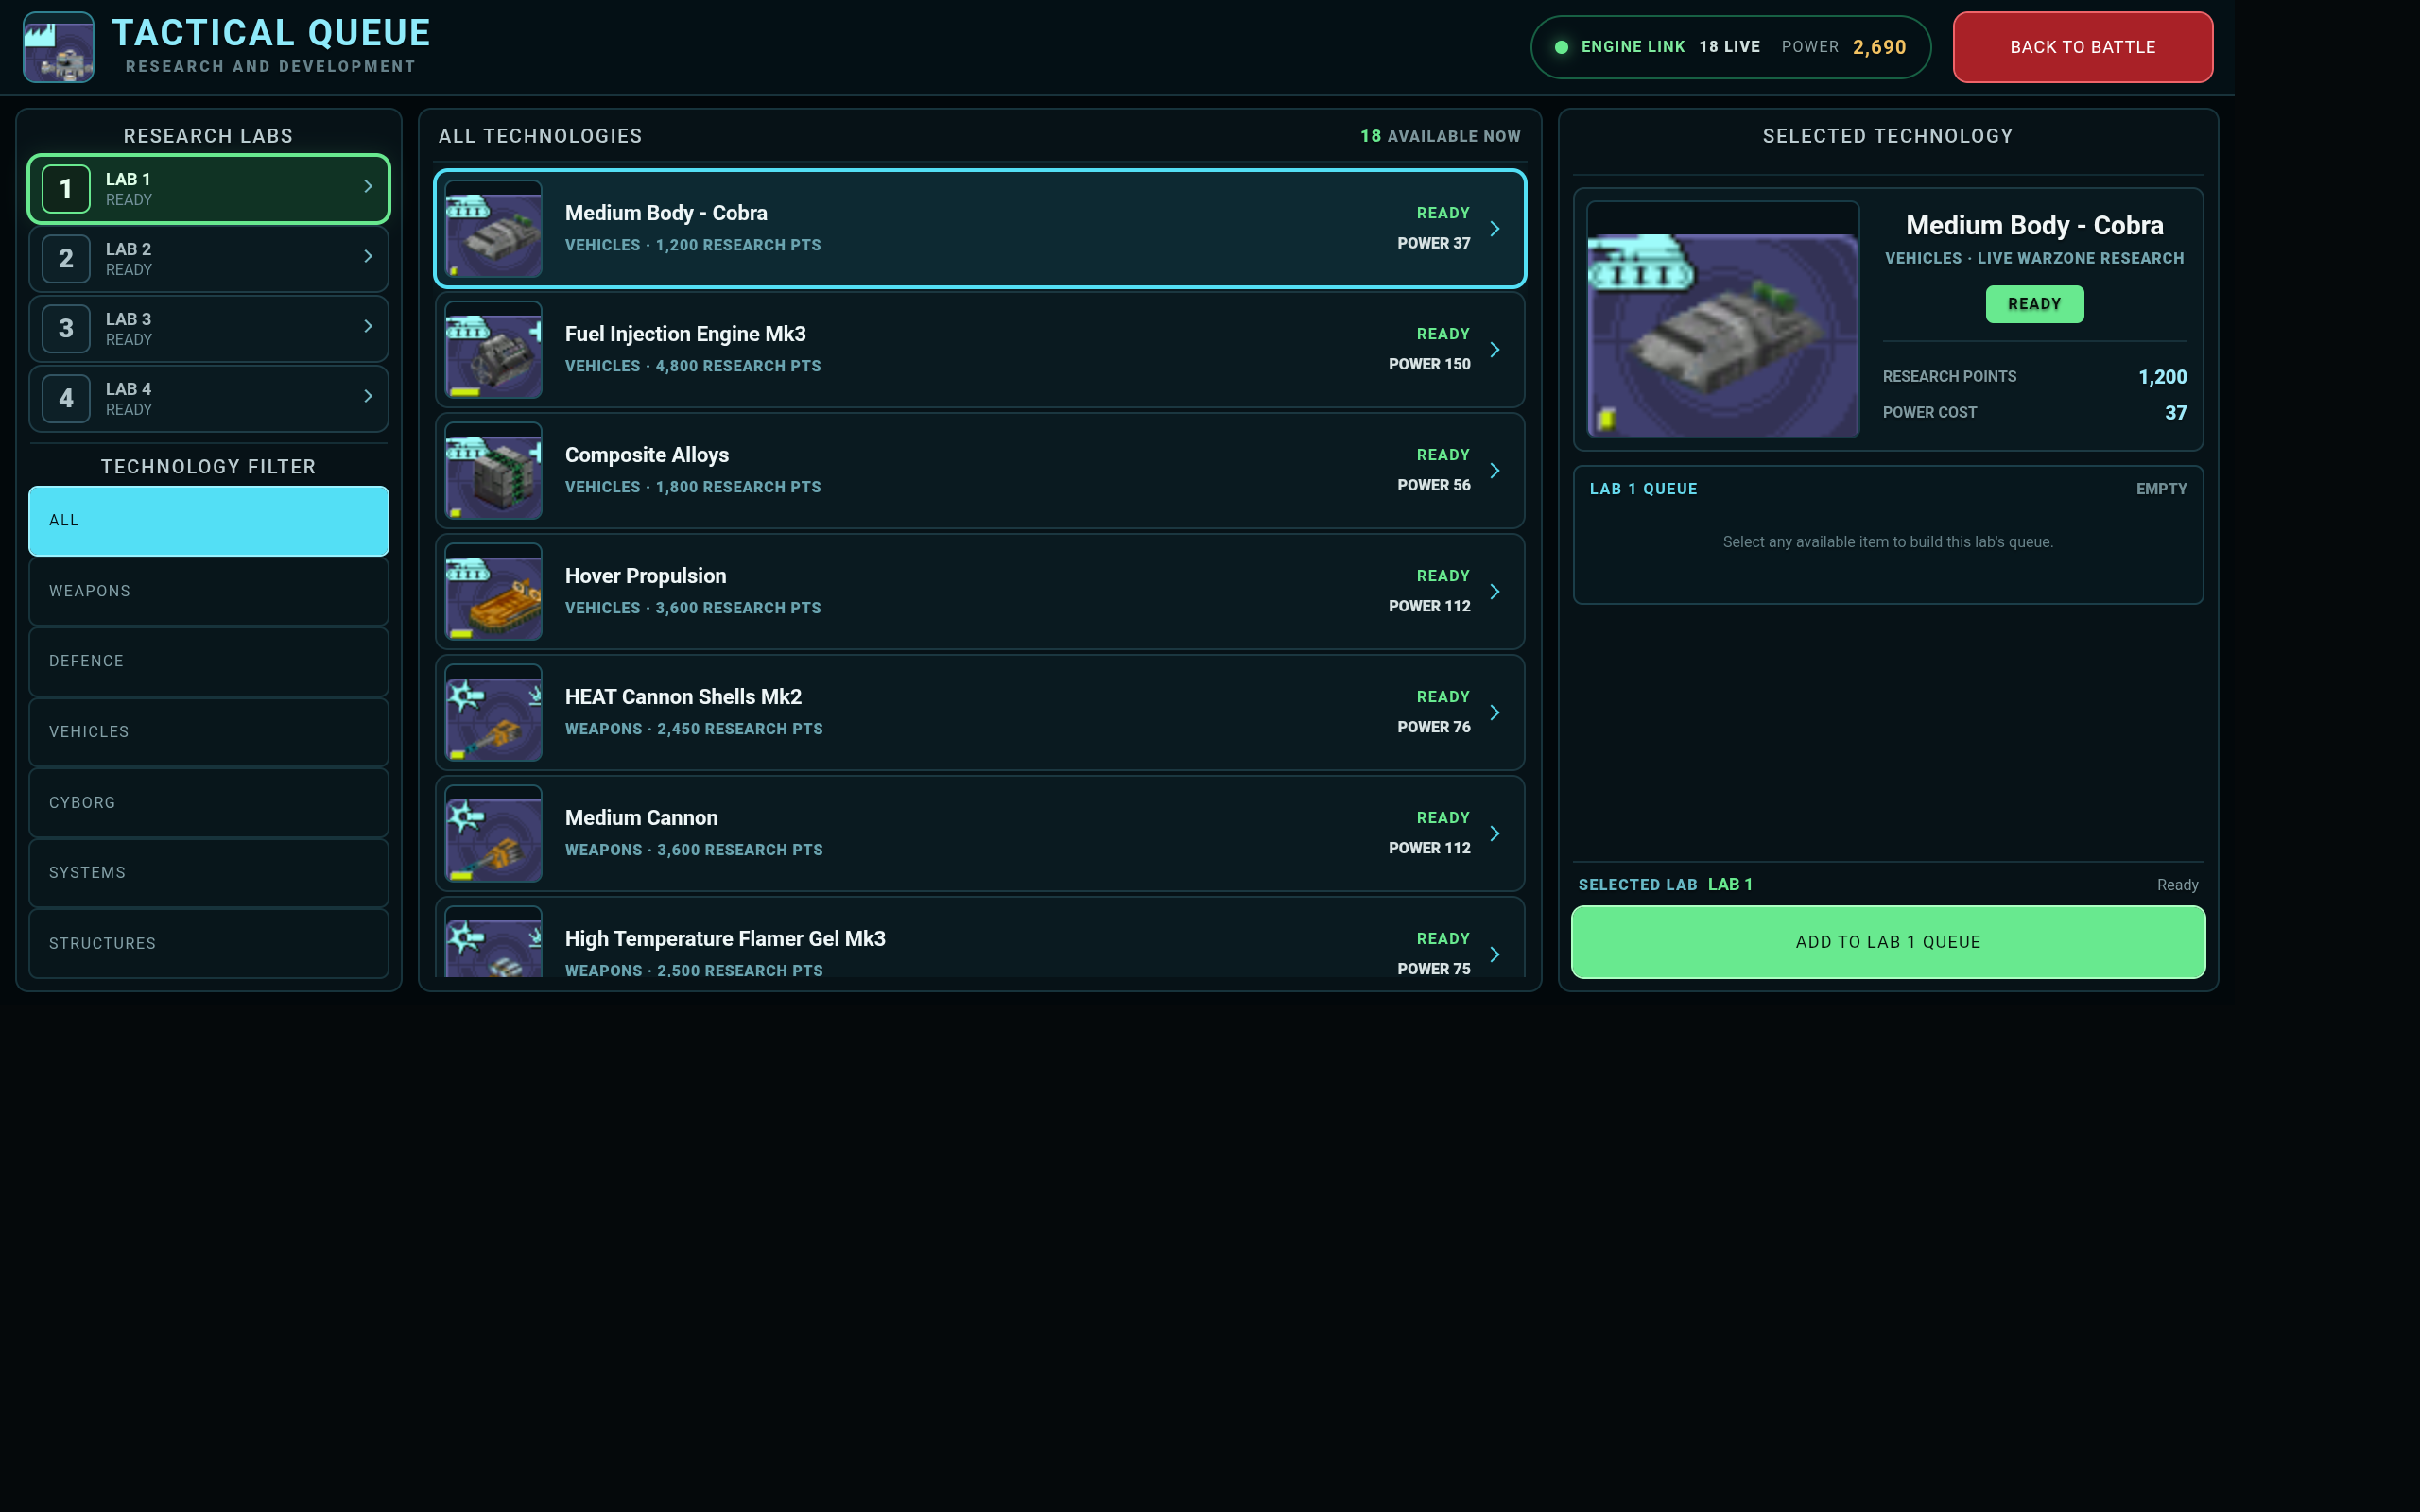 TACTICAL QUEUE
RESEARCH AND DEVELOPMENT
ENGINE LINK 18 LIVE POWER 2,690
BACK TO BATTLE
RESEARCH LABS
1 LAB 1
READY
2 LAB 2
READY
3 LAB 3
READY
4 LAB 4
READY
TECHNOLOGY FILTER
ALL
WEAPONS
DEFENCE
VEHICLES
CYBORG
SYSTEMS
STRUCTURES
ALL TECHNOLOGIES
18 AVAILABLE NOW
Medium Body - Cobra
VEHICLES · 1,200 RESEARCH PTS
READY
POWER 37
Fuel Injection Engine Mk3
VEHICLES · 4,800 RESEARCH PTS
READY
POWER 150
Composite Alloys
VEHICLES · 1,800 RESEARCH PTS
READY
POWER 56
Hover Propulsion
VEHICLES · 3,600 RESEARCH PTS
READY
POWER 112
HEAT Cannon Shells Mk2
WEAPONS · 2,450 RESEARCH PTS
READY
POWER 76
Medium Cannon
WEAPONS · 3,600 RESEARCH PTS
READY
POWER 112
High Temperature Flamer Gel Mk3
WEAPONS · 2,500 RESEARCH PTS
READY
POWER 75
SELECTED TECHNOLOGY
Medium Body - Cobra
VEHICLES · LIVE WARZONE RESEARCH
READY
RESEARCH POINTS 1,200
POWER COST 37
LAB 1 QUEUE EMPTY
Select any available item to build this lab's queue.
SELECTED LAB LAB 1 Ready
ADD TO LAB 1 QUEUE